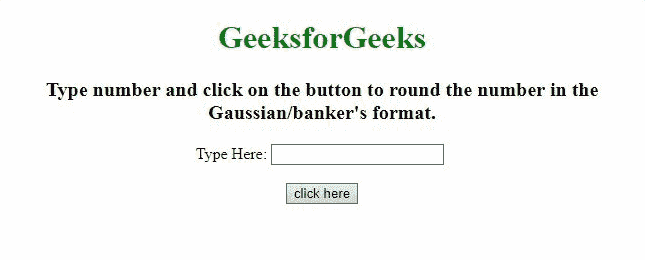 GeeksforGeeks
Type number and click on the button to round the number in the
Gaussian/banker's format.
Type Here:
click here